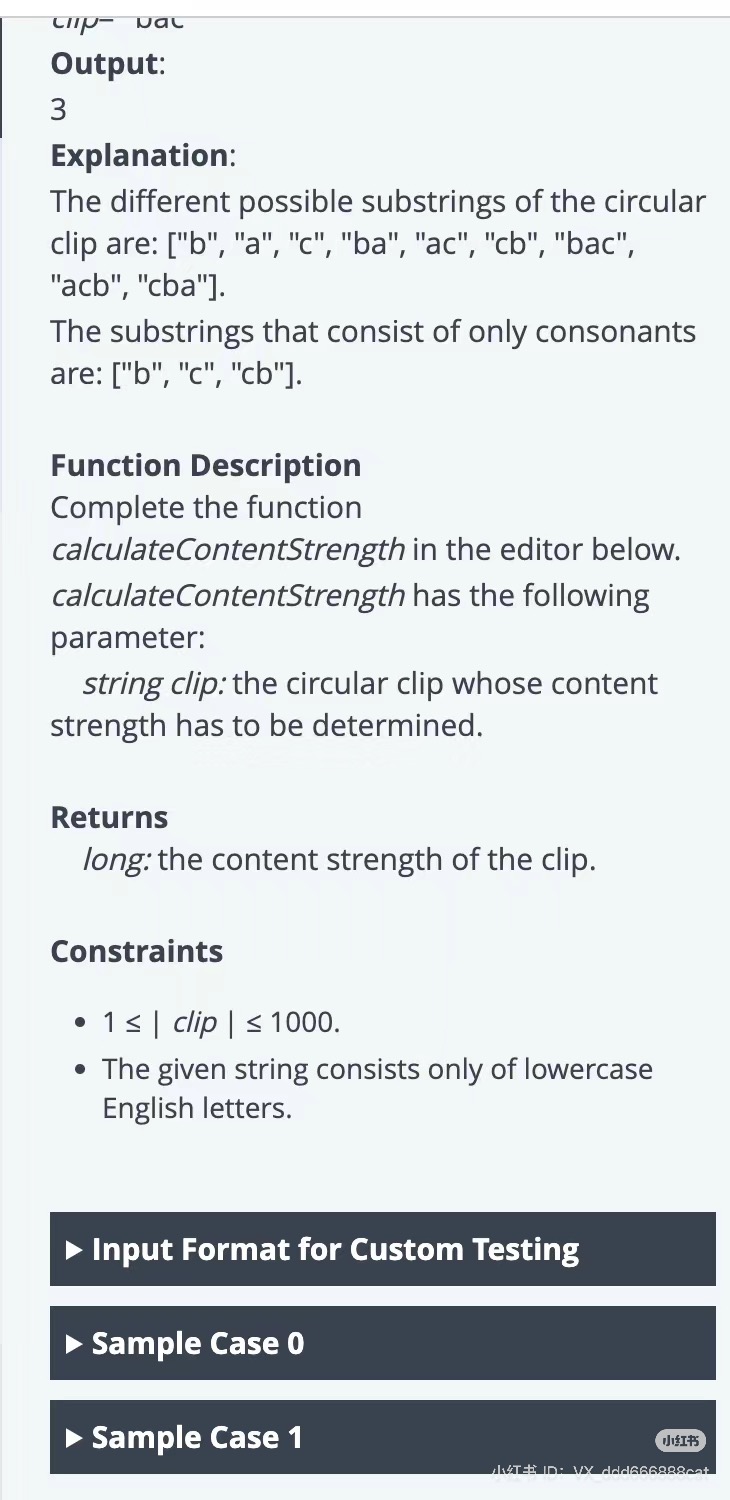 clip= "bac"
Output:
3
Explanation:
The different possible substrings of the circular
clip are: ["b", "a", "c", "ba", "ac", "cb", "bac",
"acb", "cba"].
The substrings that consist of only consonants
are: ["b", "c", "cb"].
Function Description
Complete the function
calculateContentStrength in the editor below.
calculateContentStrength has the following
parameter:
string clip: the circular clip whose content
strength has to be determined.
Returns
long: the content strength of the clip.
Constraints
• 1 ≤ | clip | ≤ 1000.
• The given string consists only of lowercase
English letters.
▶ Input Format for Custom Testing
▶ Sample Case 0
▶ Sample Case 1
小红书
小红书 ID: VX_ddd666888cat